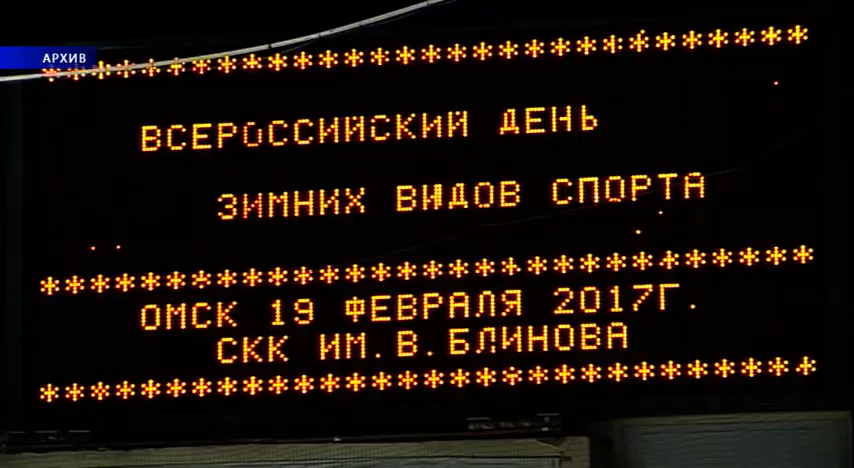 АРХИВ
******************************
ВСЕРОССИЙСКИЙ ДЕНЬ
ЗИМНИХ ВИДОВ СПОРТА
******************************
ОМСК 19 ФЕВРАЛЯ 2017Г.
СКК ИМ.В.БЛИНОВА
******************************